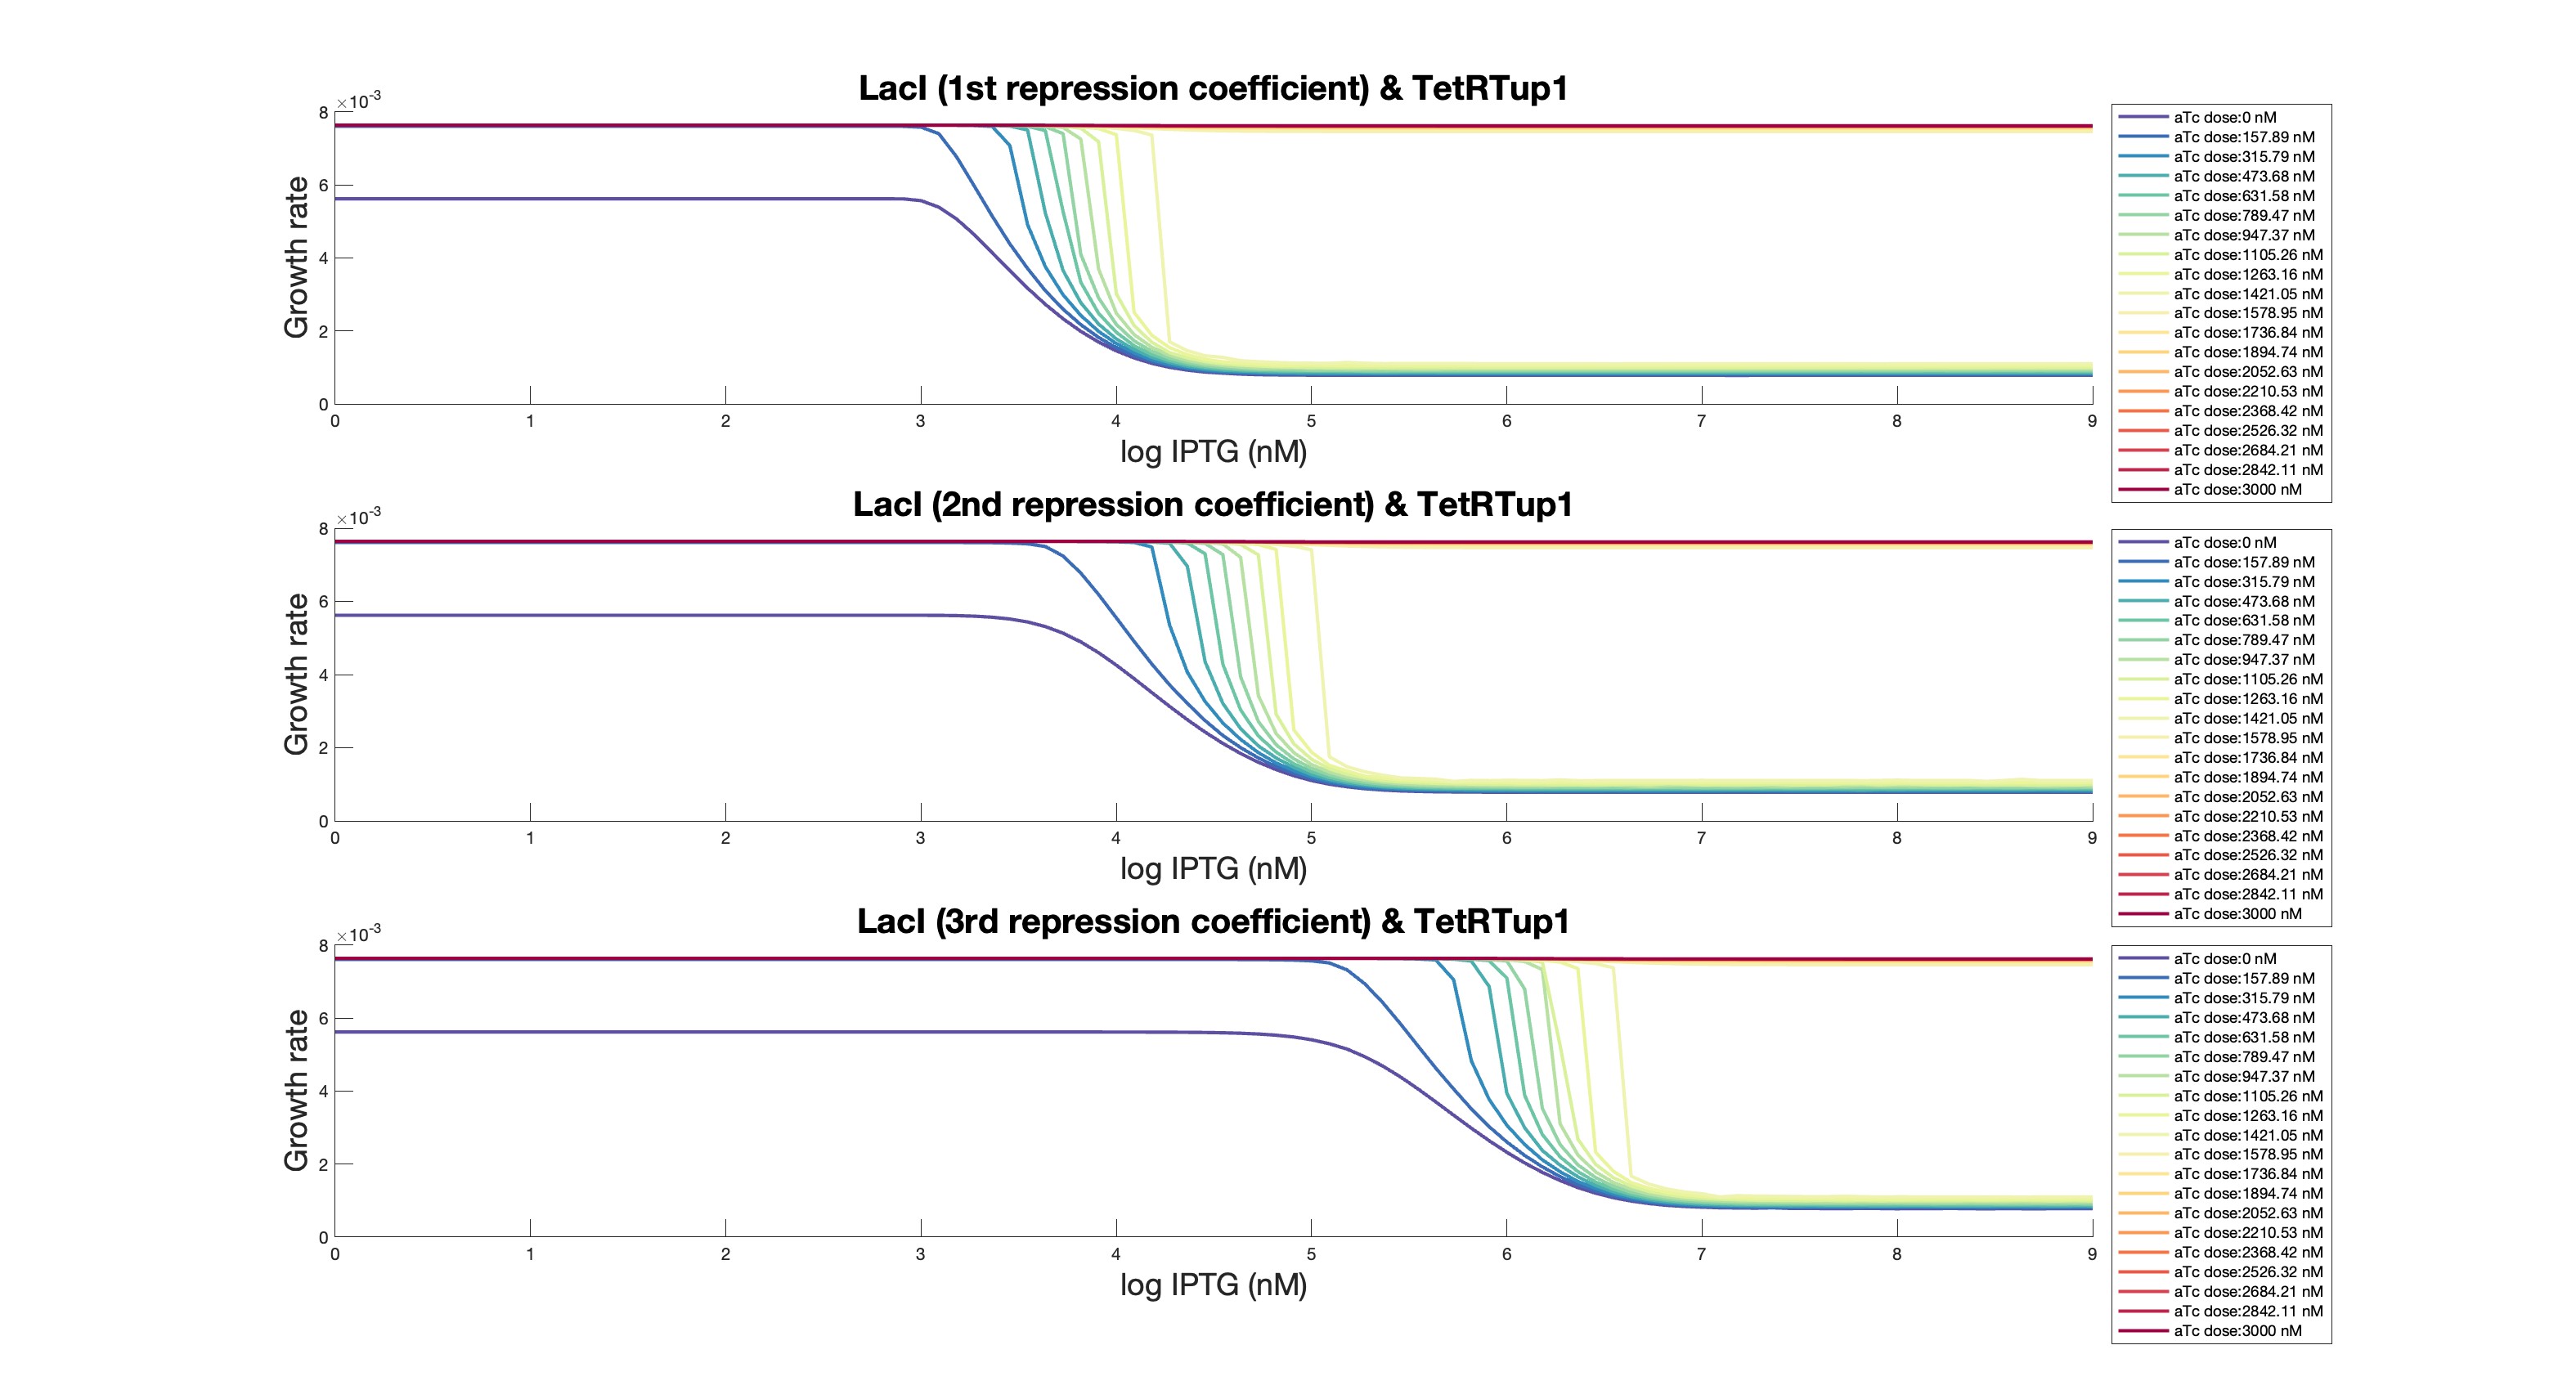 LacI (1st repression coefficient) & TetRTup1
×10-3
8
6
4
2
0
Growth rate
0 1 2 3 4 5 6 7 8 9
log IPTG (nM)
aTc dose:0 nM
aTc dose:157.89 nM
aTc dose:315.79 nM
aTc dose:473.68 nM
aTc dose:631.58 nM
aTc dose:789.47 nM
aTc dose:947.37 nM
aTc dose:1105.26 nM
aTc dose:1263.16 nM
aTc dose:1421.05 nM
aTc dose:1578.95 nM
aTc dose:1736.84 nM
aTc dose:1894.74 nM
aTc dose:2052.63 nM
aTc dose:2210.53 nM
aTc dose:2368.42 nM
aTc dose:2526.32 nM
aTc dose:2684.21 nM
aTc dose:2842.11 nM
aTc dose:3000 nM
LacI (2nd repression coefficient) & TetRTup1
×10-3
8
6
4
2
0
Growth rate
0 1 2 3 4 5 6 7 8 9
log IPTG (nM)
aTc dose:0 nM
aTc dose:157.89 nM
aTc dose:315.79 nM
aTc dose:473.68 nM
aTc dose:631.58 nM
aTc dose:789.47 nM
aTc dose:947.37 nM
aTc dose:1105.26 nM
aTc dose:1263.16 nM
aTc dose:1421.05 nM
aTc dose:1578.95 nM
aTc dose:1736.84 nM
aTc dose:1894.74 nM
aTc dose:2052.63 nM
aTc dose:2210.53 nM
aTc dose:2368.42 nM
aTc dose:2526.32 nM
aTc dose:2684.21 nM
aTc dose:2842.11 nM
aTc dose:3000 nM
LacI (3rd repression coefficient) & TetRTup1
×10-3
8
6
4
2
0
Growth rate
0 1 2 3 4 5 6 7 8 9
log IPTG (nM)
aTc dose:0 nM
aTc dose:157.89 nM
aTc dose:315.79 nM
aTc dose:473.68 nM
aTc dose:631.58 nM
aTc dose:789.47 nM
aTc dose:947.37 nM
aTc dose:1105.26 nM
aTc dose:1263.16 nM
aTc dose:1421.05 nM
aTc dose:1578.95 nM
aTc dose:1736.84 nM
aTc dose:1894.74 nM
aTc dose:2052.63 nM
aTc dose:2210.53 nM
aTc dose:2368.42 nM
aTc dose:2526.32 nM
aTc dose:2684.21 nM
aTc dose:2842.11 nM
aTc dose:3000 nM